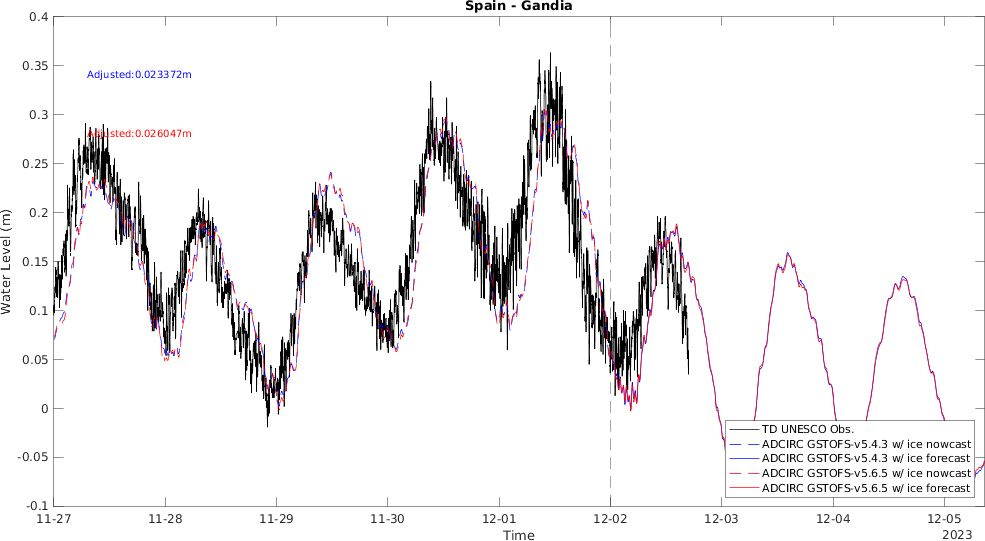 Spain - Gandia
0.4
0.35
0.3
0.25
0.2
0.15
0.1
0.05
0
-0.05
-0.1
Water Level (m)
Adjusted:0.023372m
Adjusted:0.026047m
TD UNESCO Obs.
ADCIRC GSTOFS-v5.4.3 w/ ice nowcast
ADCIRC GSTOFS-v5.4.3 w/ ice forecast
ADCIRC GSTOFS-v5.6.5 w/ ice nowcast
ADCIRC GSTOFS-v5.6.5 w/ ice forecast
11-27 11-28 11-29 11-30 12-01 12-02 12-03 12-04 12-05
Time
2023